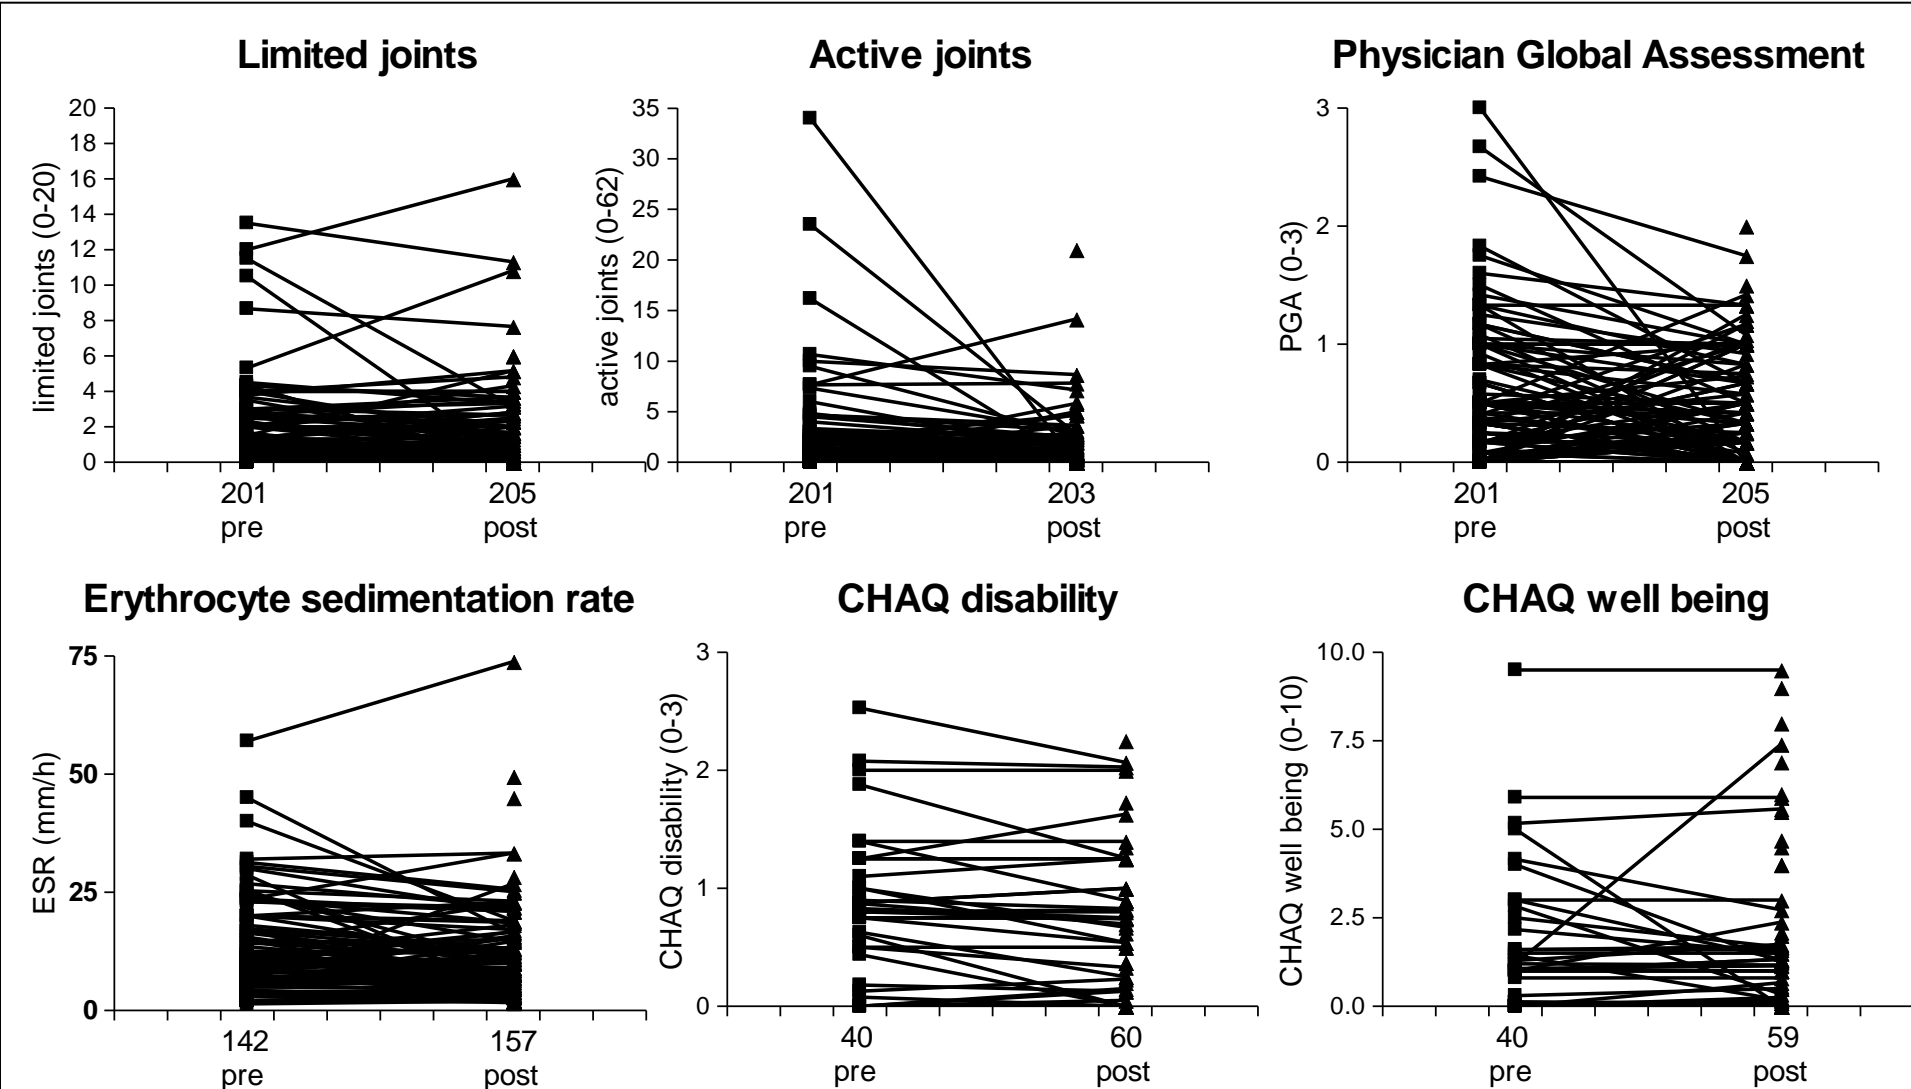 Limited joints
limited joints (0-20)
20
18
16
14
12
10
8
6
4
2
0
201
205
pre
post
Active joints
active joints (0-62)
35
30
25
20
15
10
5
0
201
203
pre
post
Physician Global Assessment
PGA (0-3)
3
2
1
0
201
205
pre
post
Erythrocyte sedimentation rate
ESR (mm/h)
75
50
25
0
142
157
pre
post
CHAQ disability
CHAQ disability (0-3)
3
2
1
0
40
60
pre
post
CHAQ well being
CHAQ well being (0-10)
10.0
7.5
5.0
2.5
0.0
40
59
pre
post